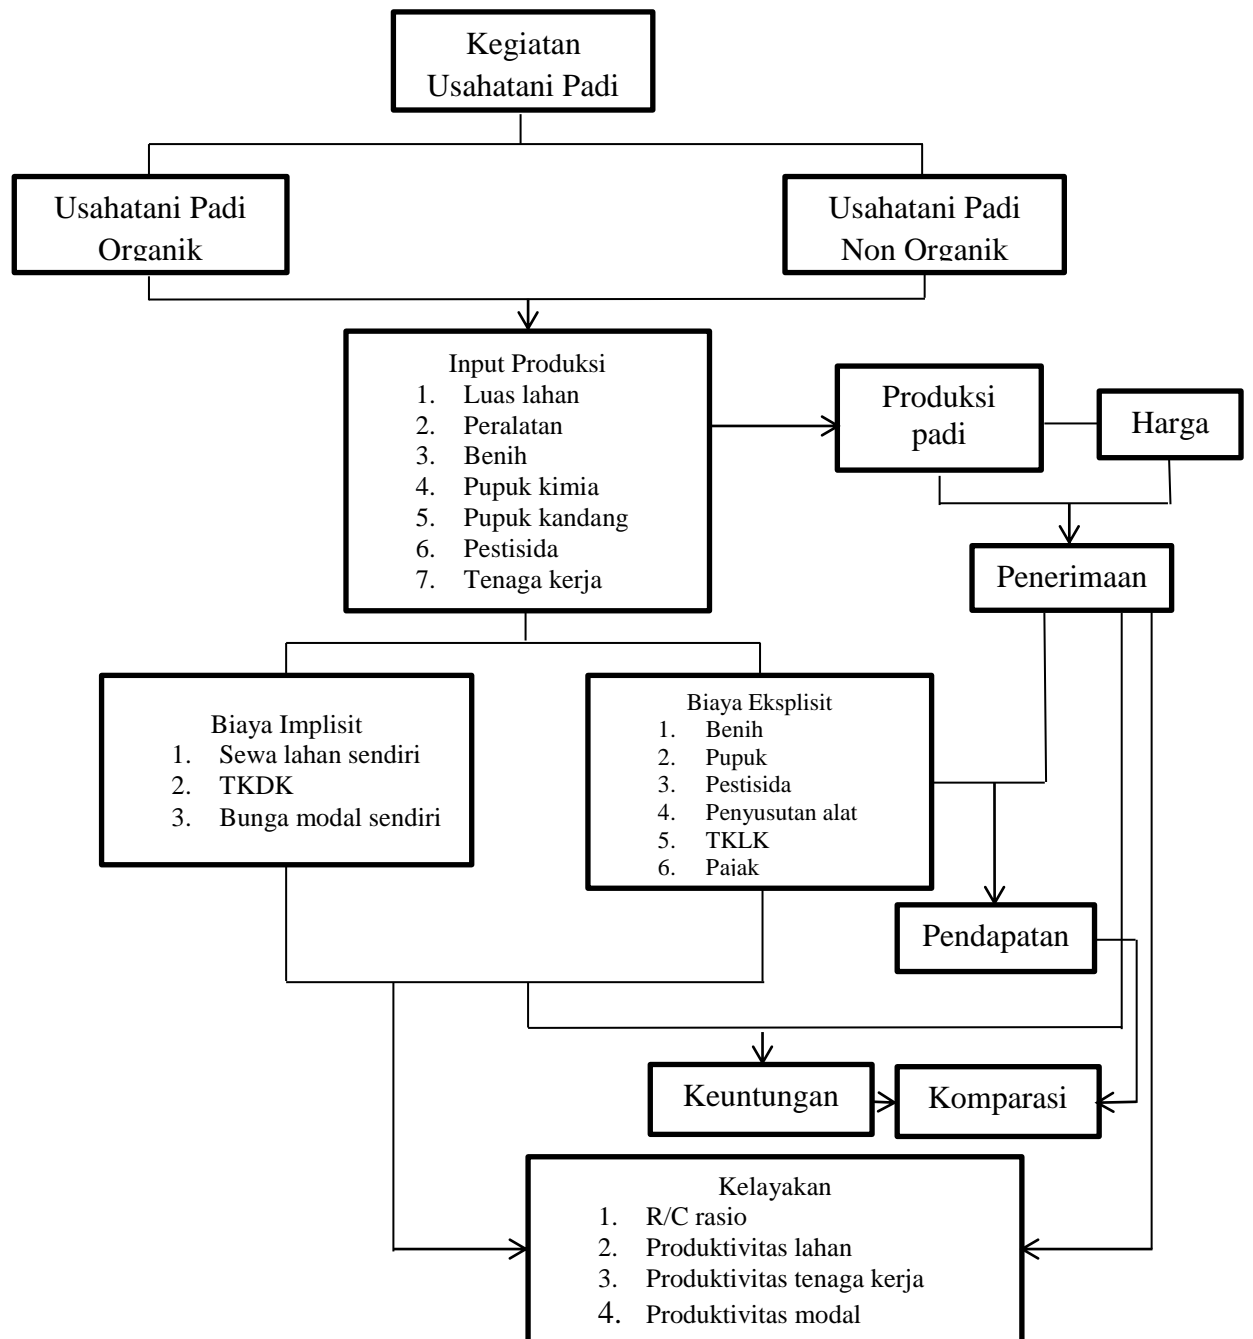 Kegiatan
Usahatani Padi
Usahatani Padi
Organik
Usahatani Padi
Non Organik
Input Produksi
1. Luas lahan
2. Peralatan
3. Benih
4. Pupuk kimia
5. Pupuk kandang
6. Pestisida
7. Tenaga kerja
Produksi
padi
Harga
Penerimaan
Biaya Implisit
1. Sewa lahan sendiri
2. TKDK
3. Bunga modal sendiri
Biaya Eksplisit
1. Benih
2. Pupuk
3. Pestisida
4. Penyusutan alat
5. TKLK
6. Pajak
Pendapatan
Keuntungan
Komparasi
Kelayakan
1. R/C rasio
2. Produktivitas lahan
3. Produktivitas tenaga kerja
4. Produktivitas modal